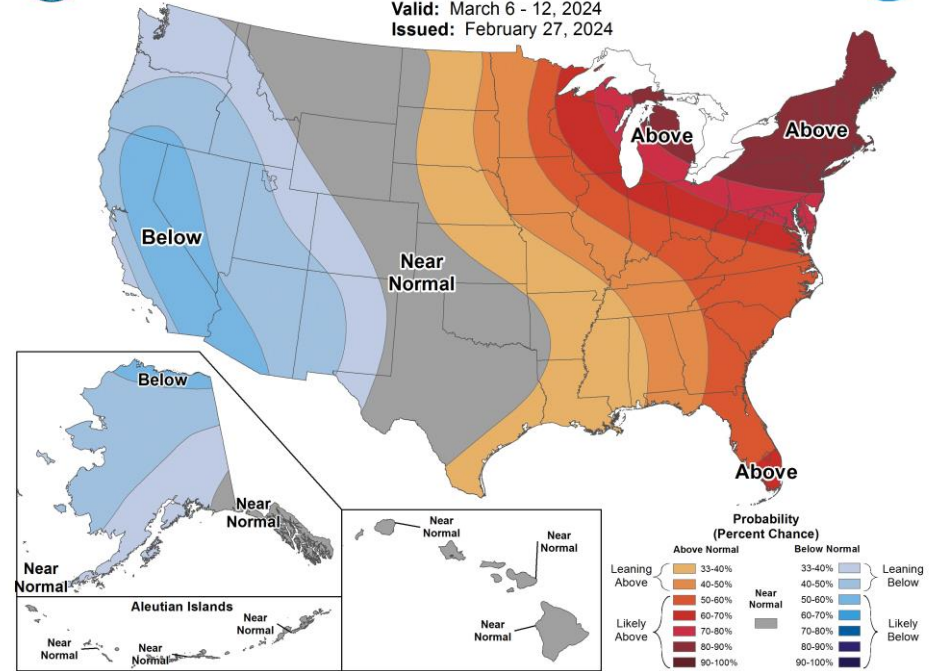 Valid: March 6 - 12, 2024
Issued: February 27, 2024
Above
Above
Below
Near
Normal
Above
Below
Near
Normal
Near
Normal
Aleutian Islands
Near
Normal
Near
Normal
Near
Normal
Near
Normal
Near
Normal
Near
Normal
Probability
(Percent Chance)
Above Normal
Below Normal
Leaning
Above
33-40%
40-50%
Likely
Above
50-60%
60-70%
70-80%
80-90%
90-100%
Near
Normal
33-40%
40-50%
Leaning
Below
50-60%
60-70%
70-80%
80-90%
90-100%
Likely
Below